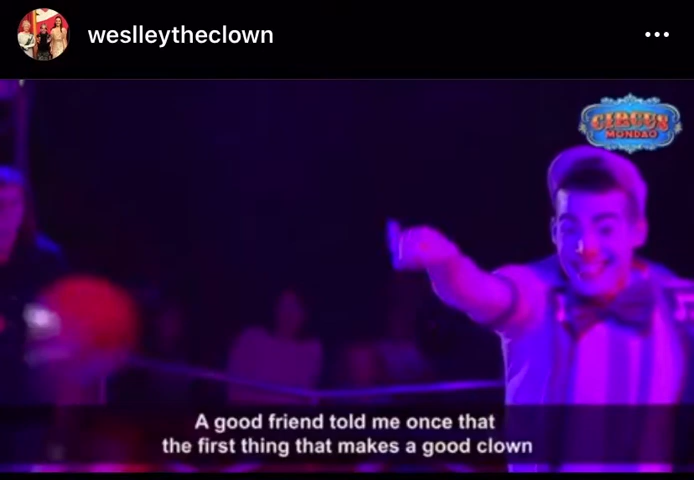 weslleytheclown
CIRCUS
MONDAO
A good friend told me once that
the first thing that makes a good clown